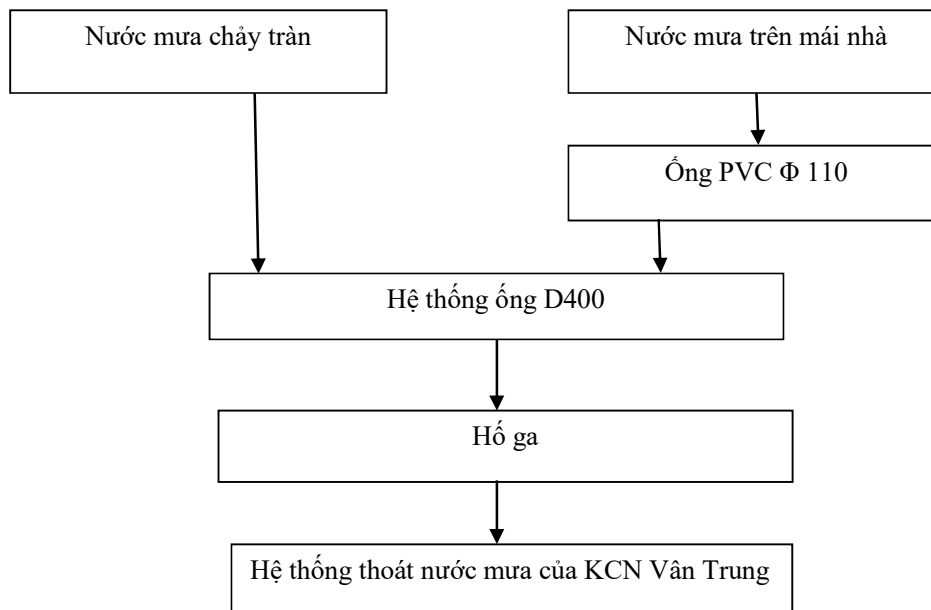 Nước mưa chảy tràn
Nước mưa trên mái nhà
Ống PVC Φ 110
Hệ thống ống D400
Hố ga
Hệ thống thoát nước mưa của KCN Vân Trung